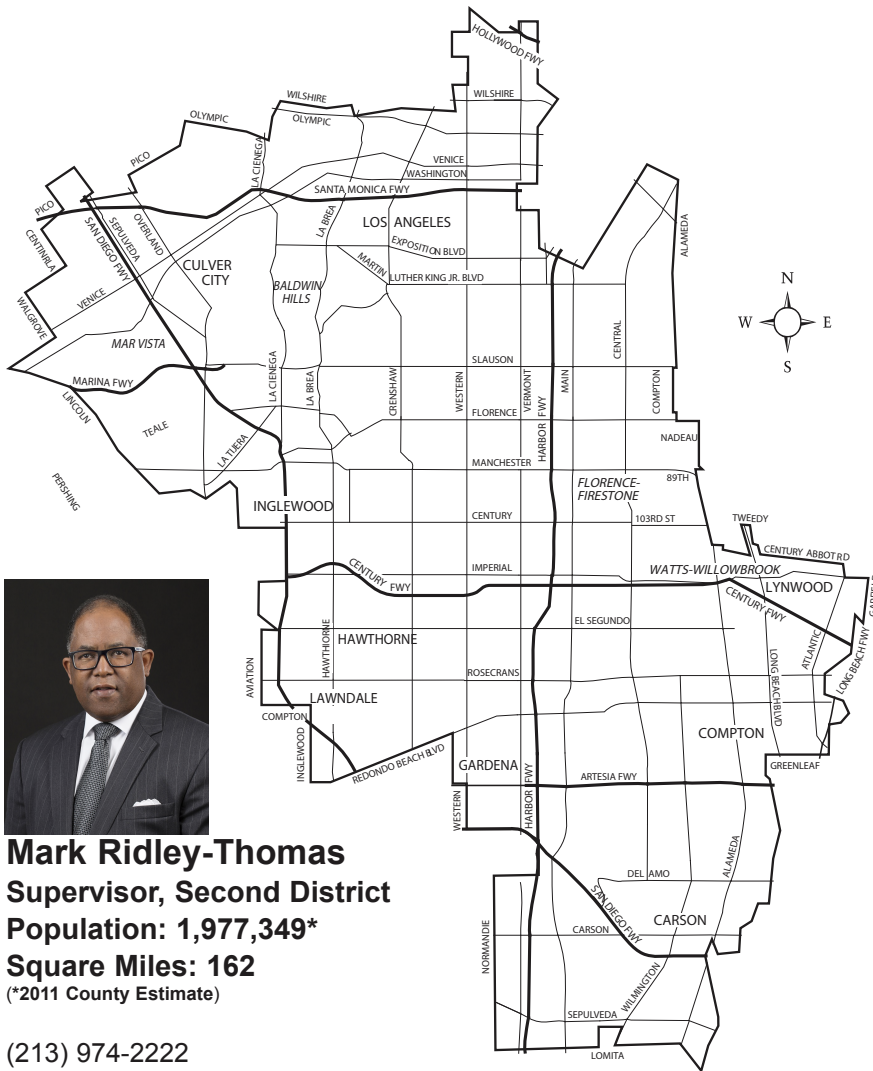 HOLLYWOOD FWY
WILSHIRE
WILSHIRE
OLYMPIC
OLYMPIC
PICO
LA CIENEGA
VENICE
WASHINGTON
SANTA MONICA FWY
PICO
SEPULVEDA
OVERLAND
SAN DIEGO FWY
CENTINRLA
LA BREA
LOS ANGELES
EXPOSITION BLVD
ALAMEDA
MARTIN
LUTHER KING JR. BLVD
CULVER
CITY
BALDWIN
HILLS
VENICE
WALGROVE
MAR VISTA
N
W
E
S
CENTRAL
SLAUSON
MARINA FWY
LINCOLN
LA CIENEGA
LA BREA
CRENSHAW
WESTERN
VERMONT
HARBOR FWY
MAIN
COMPTON
FLORENCE
TEALE
LA TIJERA
NADEAU
MANCHESTER
89TH
PERSHING
FLORENCE-
FIRESTONE
INGLEWOOD
CENTURY
103RD ST
TWEEDY
CENTURY ABBOT RD
CENTURY FWY
IMPERIAL
WATTS-WILLOWBROOK
LYNWOOD
CENTURY FWY
HAWTHORNE
HAWTHIORNE
EL SEGUNDO
ATLANTIC
LONG BEACH FWY
AVIATION
ROSECRANS
LONG BEACH BLVD
LAWNDALE
COMPTON
INGLEWOOD
REDONDO BEACH BLVD
GARDENA
COMPTON
GREENLEAF
ARTESIA FWY
WESTERN
HARBOR FWY
ALAMEDA
DEL AMO
SAN DIEGO FWY
CARSON
CARSON
NORMANDIE
WILMINGTON
SEPULVEDA
LOMITA
Mark Ridley-Thomas
Supervisor, Second District
Population: 1,977,349*
Square Miles: 162
(*2011 County Estimate)
(213) 974-2222